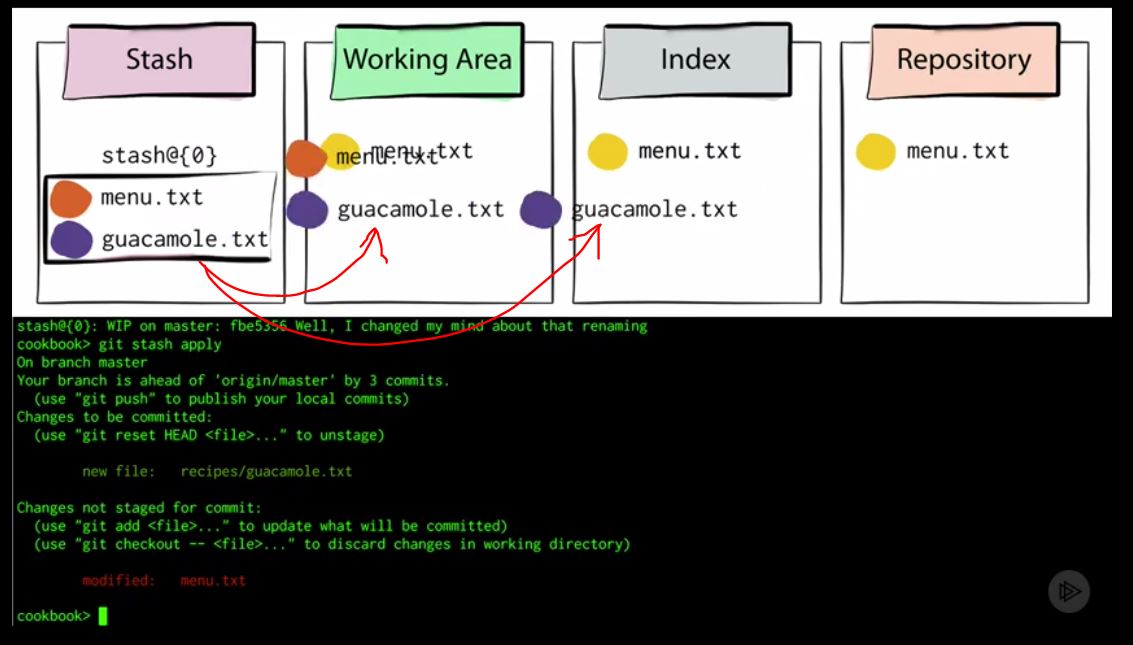 Stash
Working Area
Index
Repository
stash@{0}
menu.txt
menu.txt
menu.txt
menu.txt
menu.txt
guacamole.txt
guacamole.txt
guacamole.txt
stash@{0}: WIP on master: fbe5356 Well, I changed my mind about that renaming
cookbook> git stash apply
On branch master
Your branch is ahead of 'origin/master' by 3 commits.
(use "git push" to publish your local commits)
Changes to be committed:
(use "git reset HEAD <file>..." to unstage)
new file: recipes/guacamole.txt
Changes not staged for commit:
(use "git add <file>..." to update what will be committed)
(use "git checkout -- <file>..." to discard changes in working directory)
modified: menu.txt
cookbook>